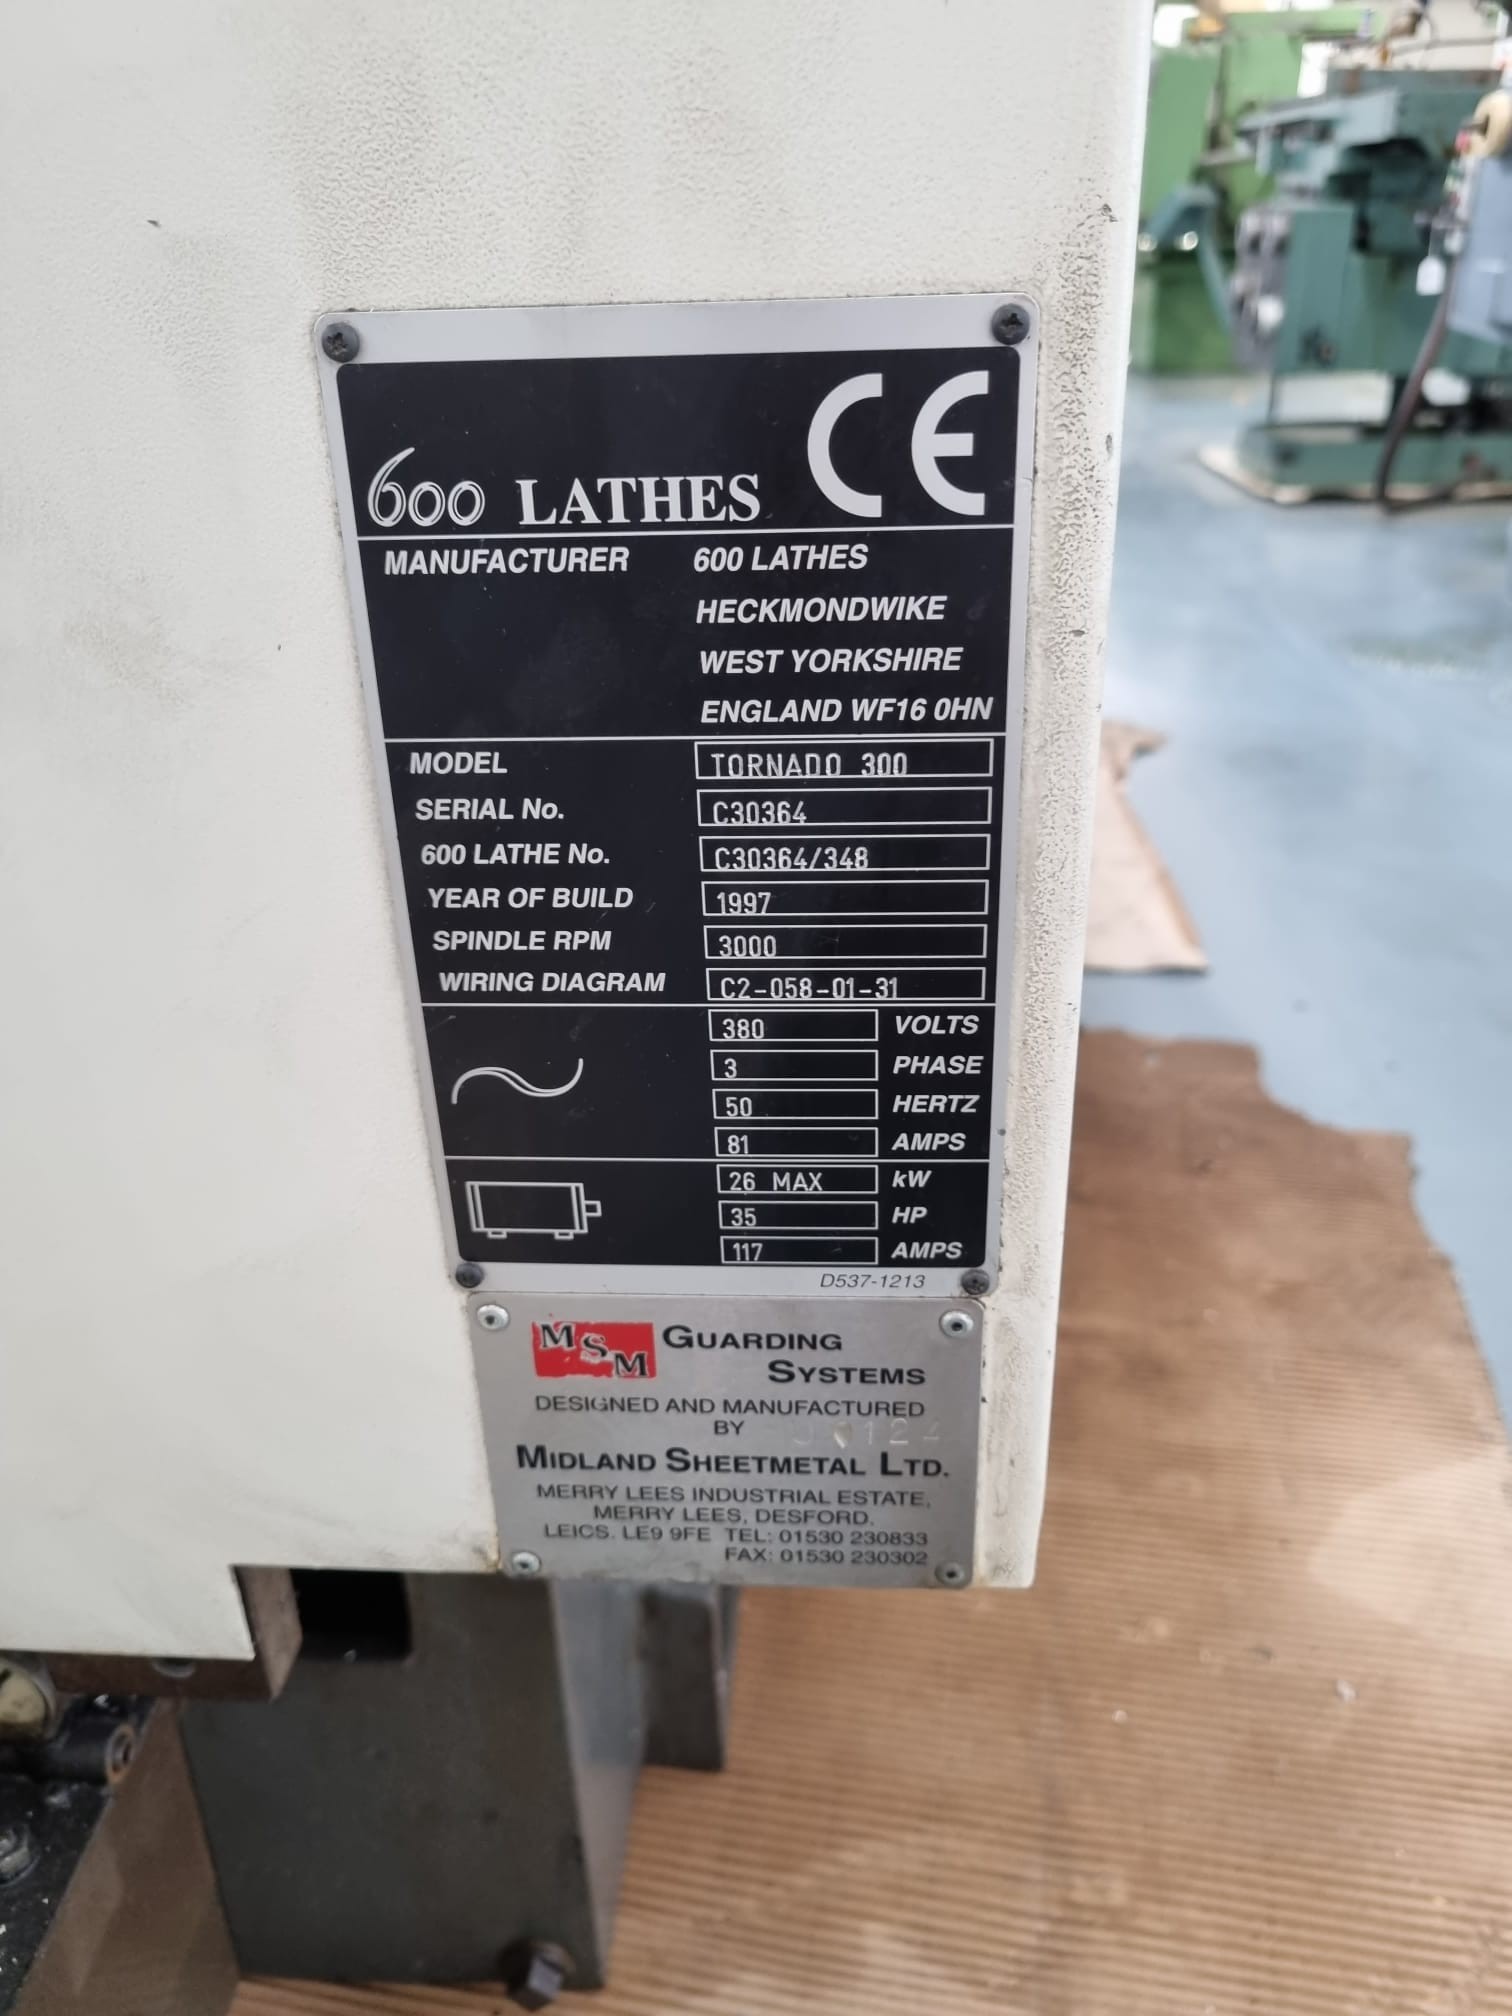 600 LATHES CE
MANUFACTURER 600 LATHES
HECKMONDWIKE
WEST YORKSHIRE
ENGLAND WF16 0HN
MODEL TORNADO 300
SERIAL No. C30364
600 LATHE No. C30364/348
YEAR OF BUILD 1997
SPINDLE RPM 3000
WIRING DIAGRAM C2-058-01-31
380 VOLTS
3 PHASE
50 HERTZ
81 AMPS
26 MAX kW
35 HP
117 AMPS
D537-1213
MSM GUARDING
SYSTEMS
DESIGNED AND MANUFACTURED
BY
MIDLAND SHEETMETAL LTD.
MERRY LEES INDUSTRIAL ESTATE,
MERRY LEES, DESFORD.
LEICS. LE9 9FE TEL: 01530 230833
FAX: 01530 230302